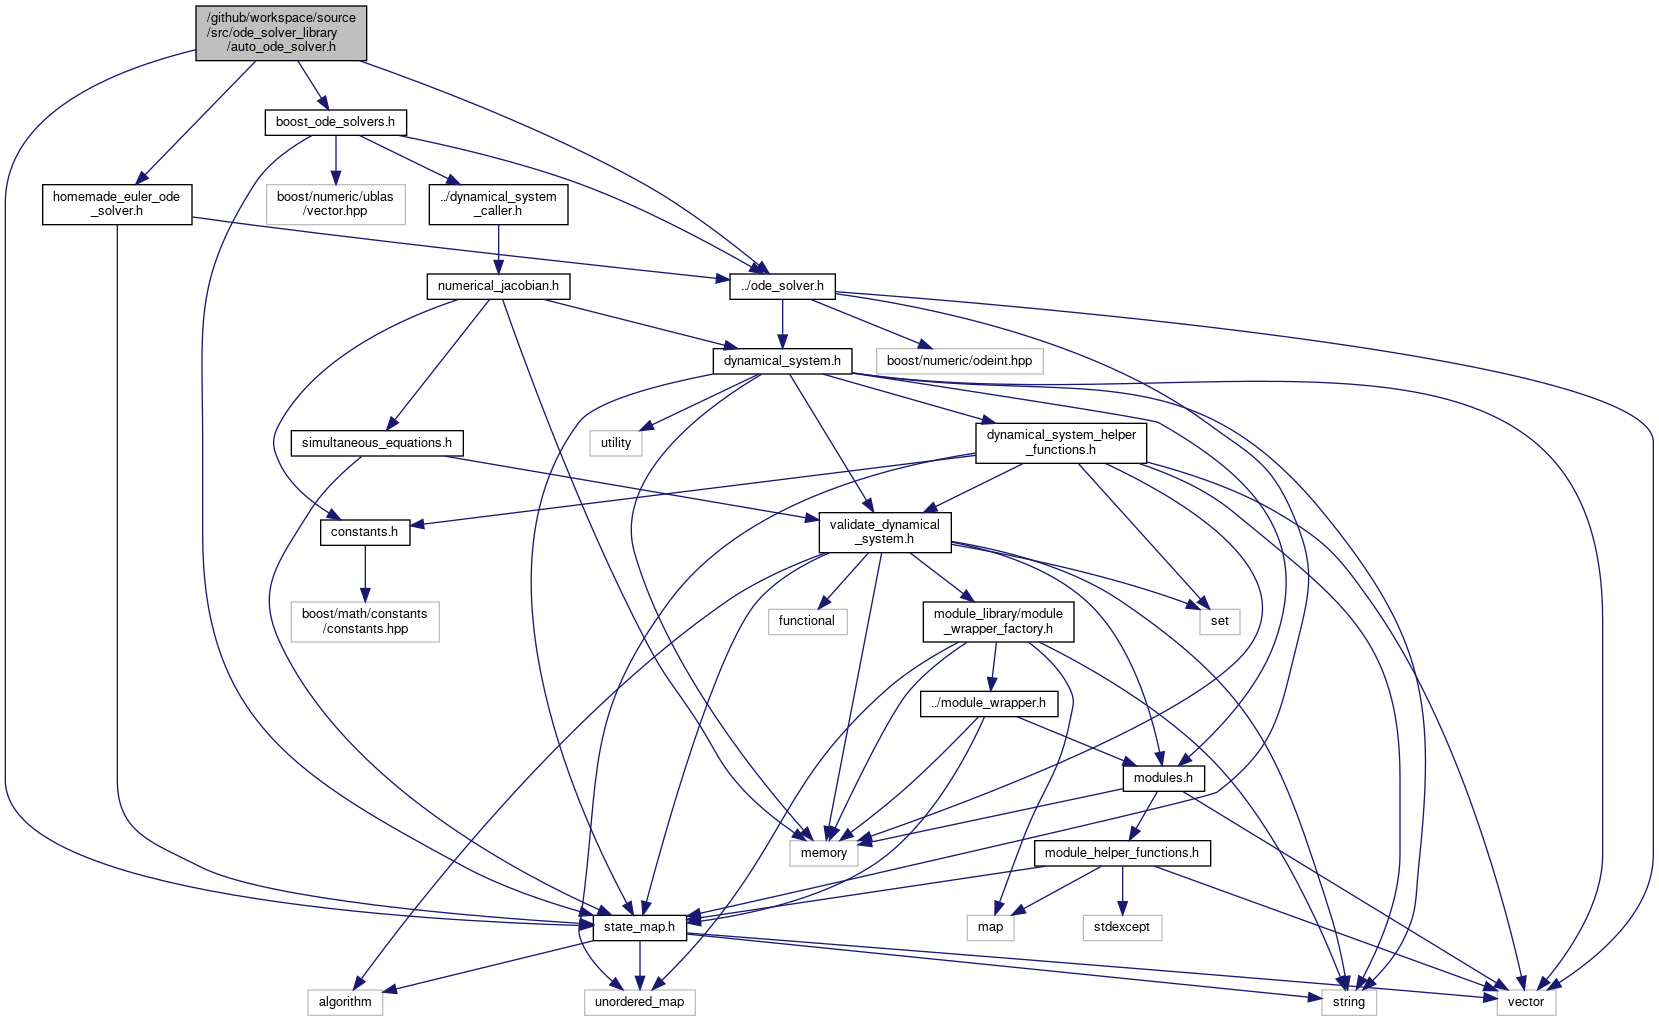 /github/workspace/source
/src/ode_solver_library
/auto_ode_solver.h
boost_ode_solvers.h
homemade_euler_ode
_solver.h
boost/numeric/ublas
/vector.hpp
../dynamical_system
_caller.h
numerical_jacobian.h
../ode_solver.h
dynamical_system.h
boost/numeric/odeint.hpp
simultaneous_equations.h
utility
dynamical_system_helper
_functions.h
constants.h
validate_dynamical
_system.h
boost/math/constants
/constants.hpp
functional
module_library/module
_wrapper_factory.h
set
../module_wrapper.h
modules.h
memory
module_helper_functions.h
state_map.h
map
stdexcept
algorithm
unordered_map
string
vector